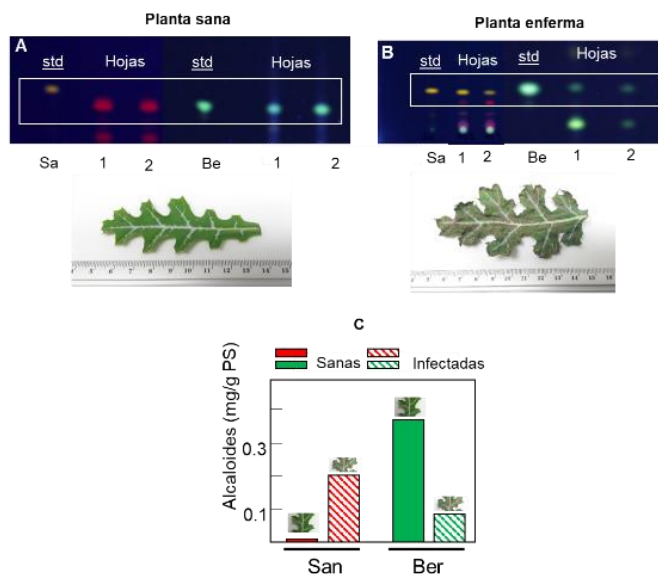 Planta sana
A
std Hojas Hojas std
Sa 1 2 Be 1 2
Planta enferma
B
std Hojas std Hojas
Sa 1 2 Be 1 2
C
Sanas Infectadas
Alcaloides (mg/g PS)
0.3
0.1
San Ber